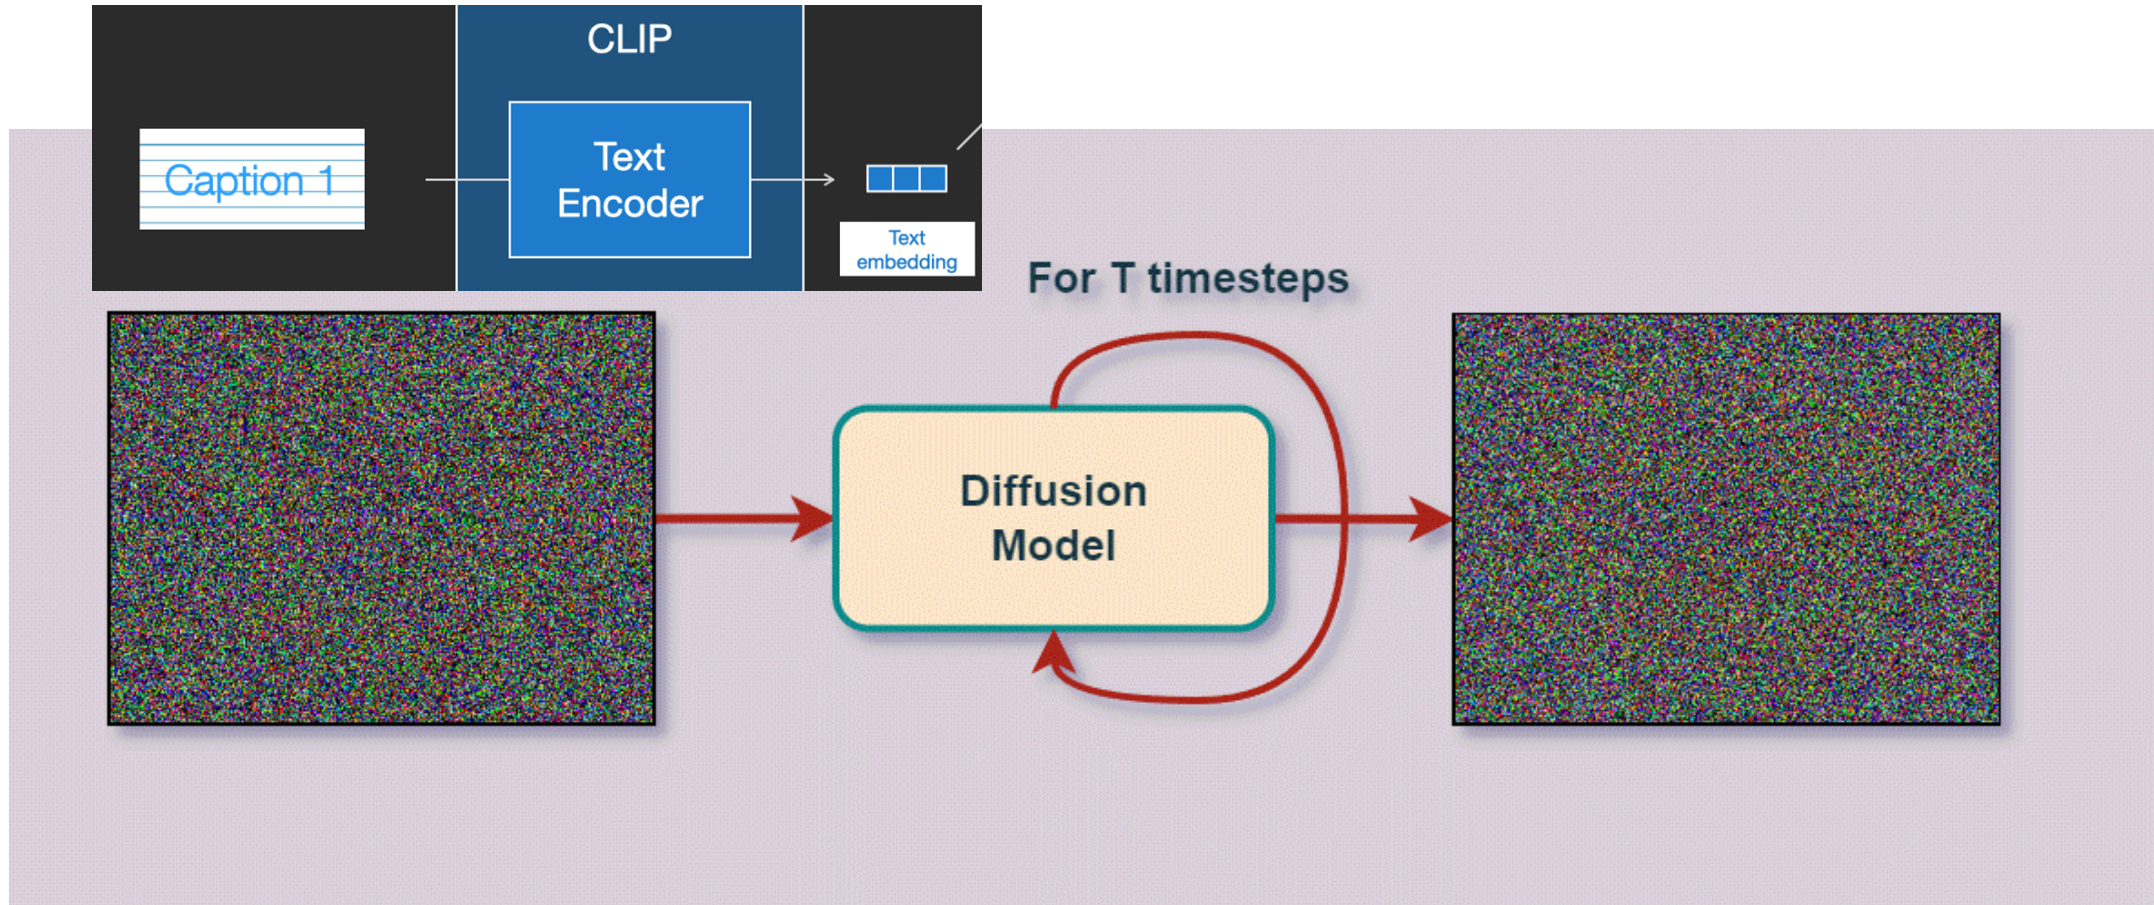 CLIP
Caption 1
Text
Encoder
Text
embedding
For T timesteps
Diffusion
Model